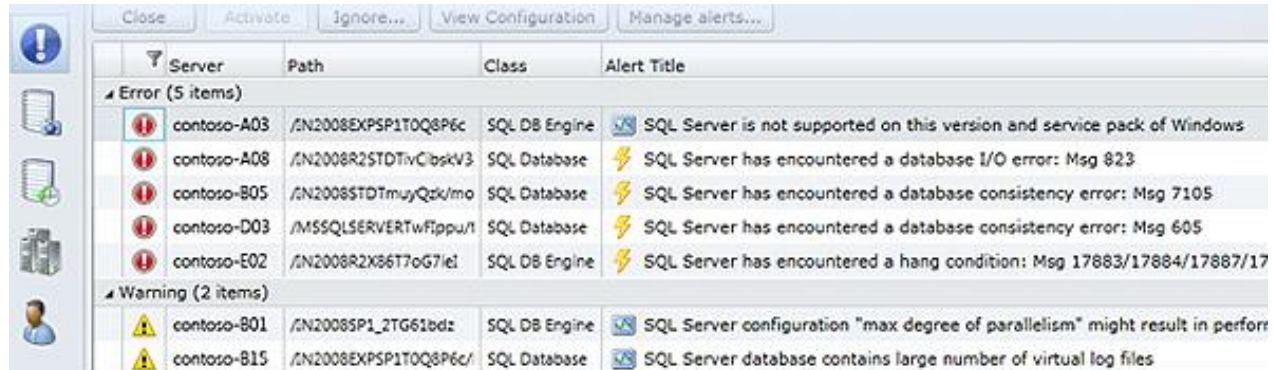 Close Activate Ignore... View Configuration Manage alerts...
Server Path Class Alert Title
Error (5 items)
contoso-A03 SQL DB Engine SQL Server is not supported on this version and service pack of Windows
contoso-A08 SQL Database SQL Server has encountered a database I/O error: Msg 823
contoso-B05 SQL Database SQL Server has encountered a database consistency error: Msg 7105
contoso-D03 SQL Database SQL Server has encountered a database consistency error: Msg 605
contoso-E02 SQL DB Engine SQL Server has encountered a hang condition: Msg 17883/17884/17887/17
Warning (2 items)
contoso-B01 SQL DB Engine SQL Server configuration "max degree of parallelism" might result in perfor
contoso-B15 SQL Database SQL Server database contains large number of virtual log files